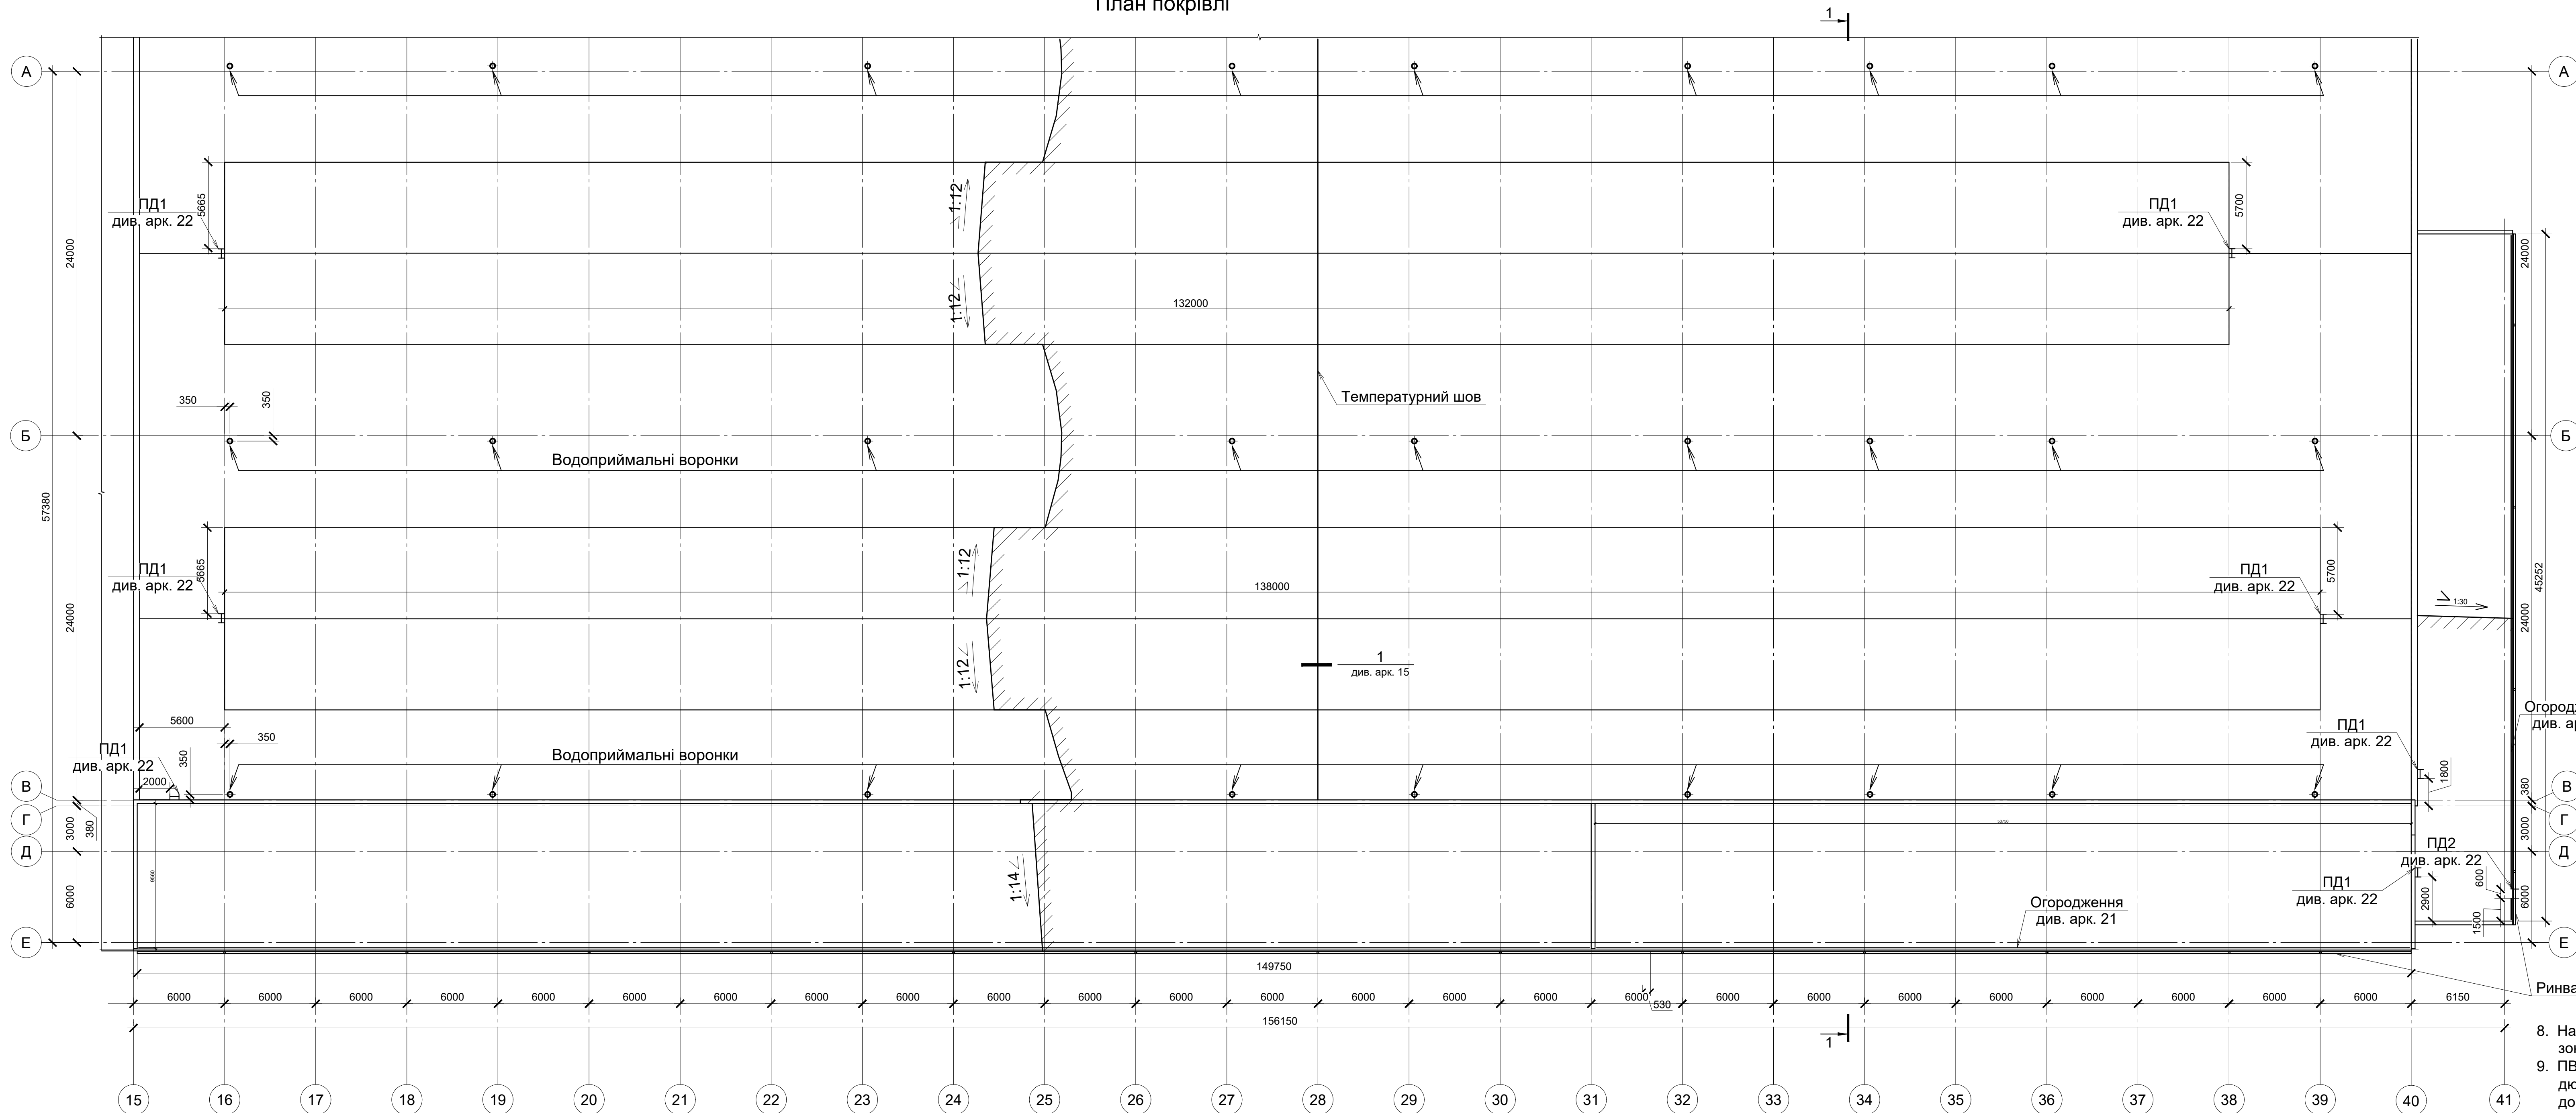 План покрівлі
1
А
А
ПД1
див. арк. 22
5665
1:12
ПД1
див. арк. 22
5700
24000
24000
1:12
132000
350
350
Температурний шов
Б
Б
Водоприймальні воронки
57380
45252
ПД1
див. арк. 22
5665
1:12
138000
ПД1
див. арк. 22
5700
1:30
24000
24000
1:12
1
див. арк. 15
5600
350
ПД1
див. арк. 22
2000
350
Водоприймальні воронки
ПД1
див. арк. 22
1800
В
380
В
Г
3000
380
3000
Г
Д
Д
9580
1:14
ПД2
див. арк. 22
ПД1
див. арк. 22
2900
600
1500
6000
6000
Огородження
див. арк. 21
Е
Е
149750
6000 6000 6000 6000 6000 6000 6000 6000 6000 6000 6000 6000 6000 6000 6000 6000 6000 6000 6000 6000 6000 6000 6000 6000 6000 6150
530
156150
Ринва
1
8. На
9. ПВ
15 16 17 18 19 20 21 22 23 24 25 26 27 28 29 30 31 32 33 34 35 36 37 38 39 40 41